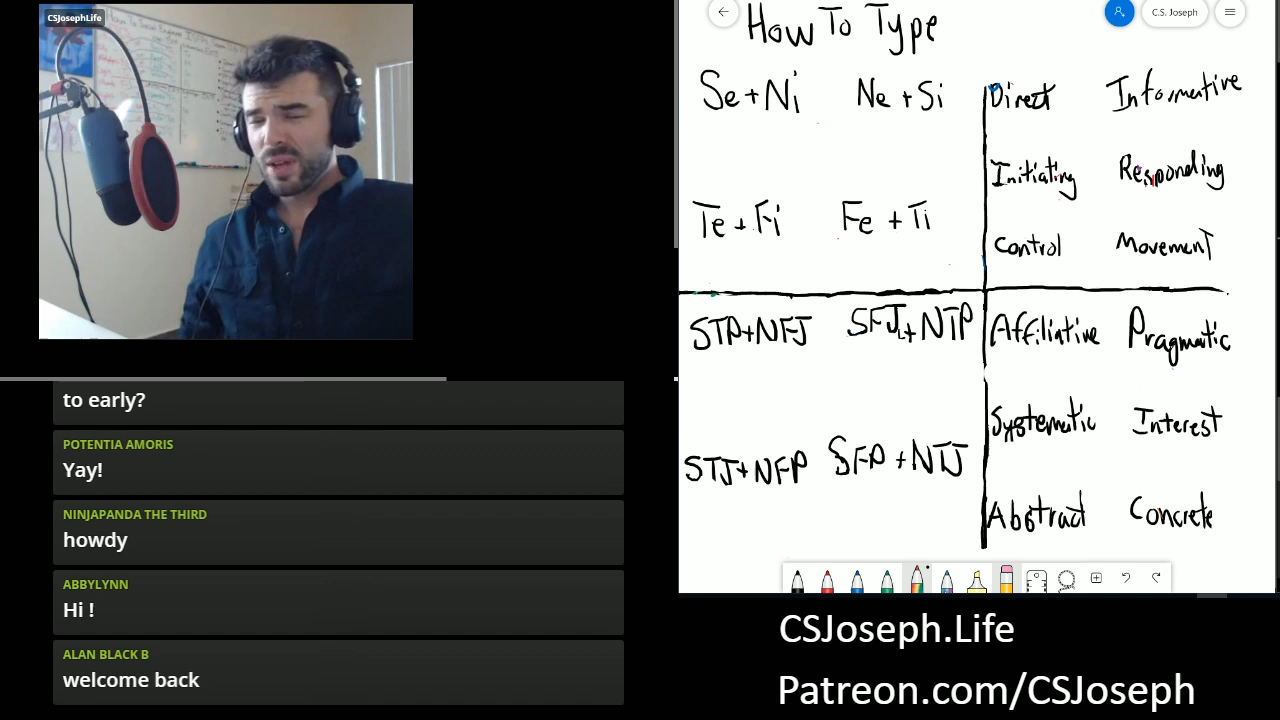 CSJosephLife
to early?
POTENTIA AMORIS
Yay!
NINJAPANDA THE THIRD
howdy
ABBYLYNN
Hi !
ALAN BLACK B
welcome back
C.S. Joseph
How To Type
Se + Ni Ne + Si Direct Informative
Initiating Responding
Te + Fi Fe + Ti
Control Movement
STP + NFJ SFJ + NTP Affiliative Pragmatic
Systematic Interest
STJ + NFP SFP + NTJ
Abstract Concrete
CSJoseph.Life
Patreon.com/CSJoseph